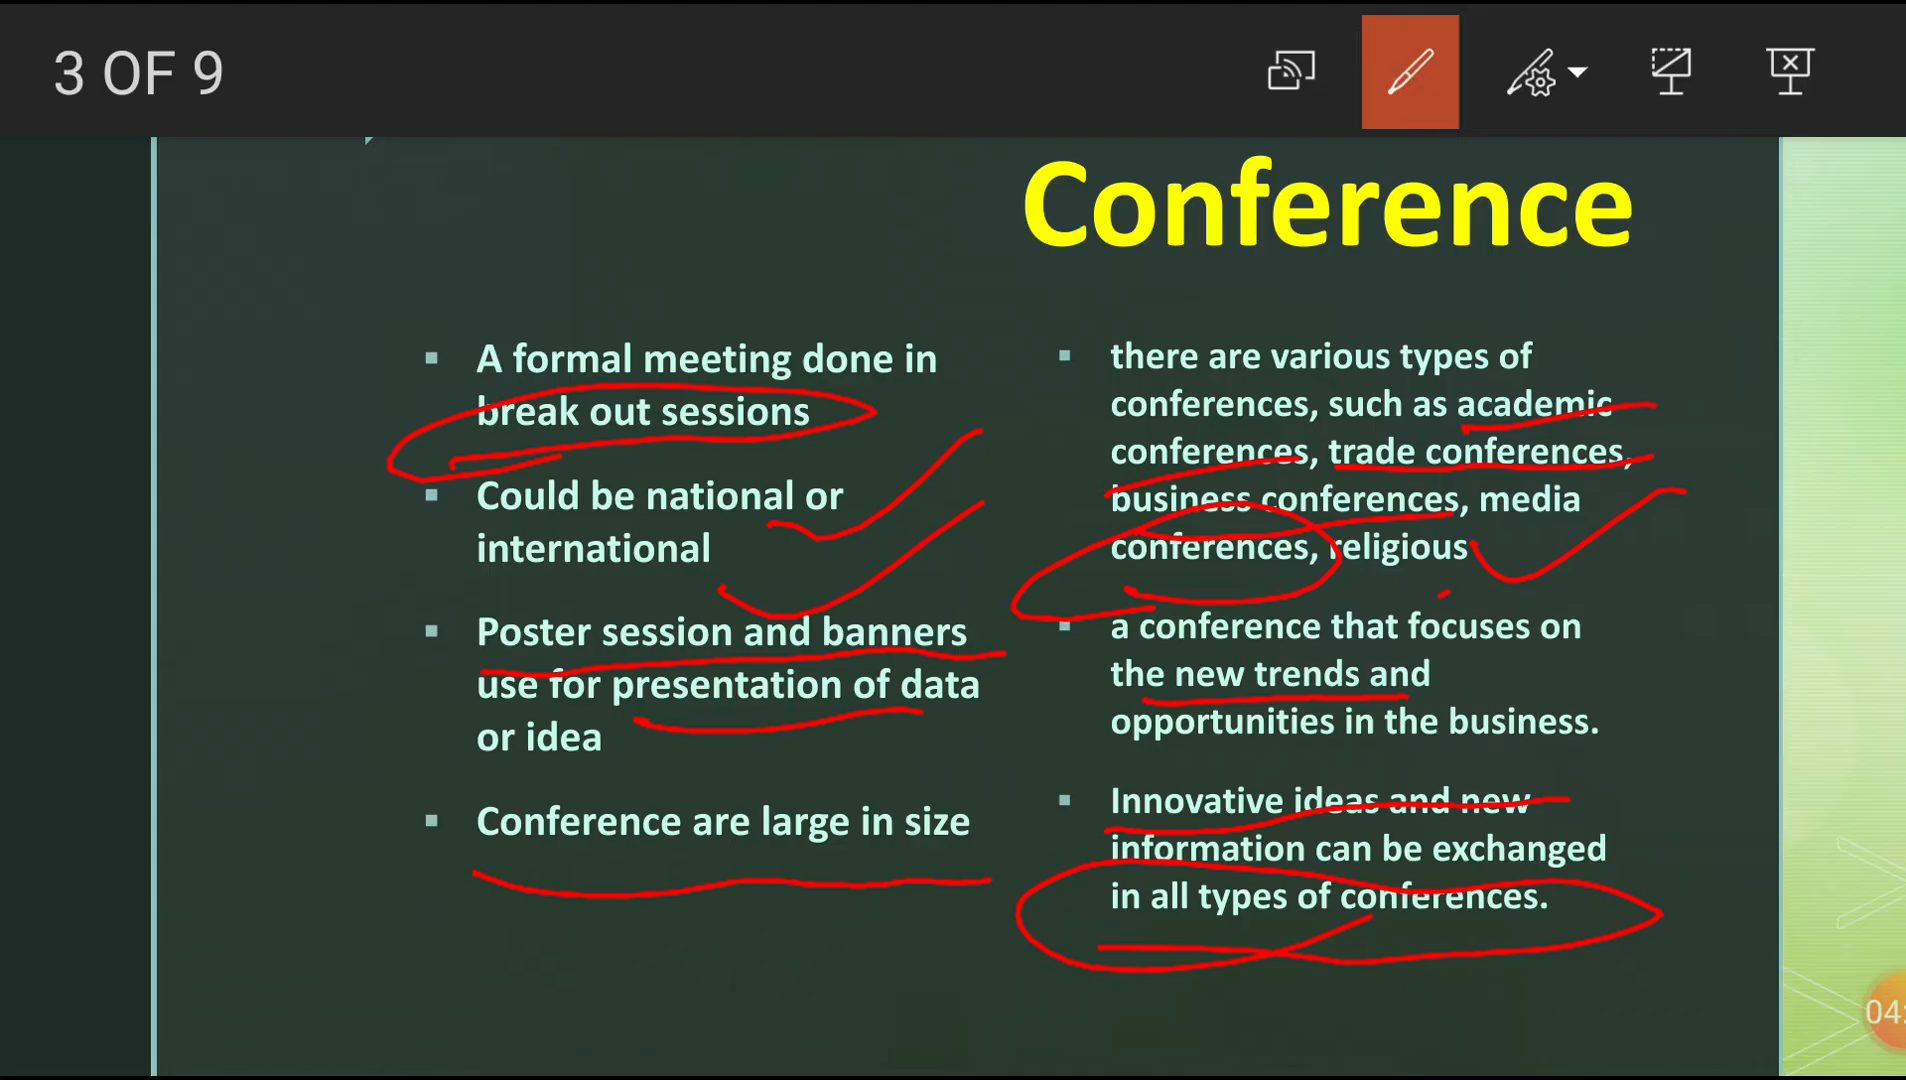 3 OF 9
Conference
A formal meeting done in
break out sessions
Could be national or
international
Poster session and banners
use for presentation of data
or idea
Conference are large in size
there are various types of
conferences, such as academic
conferences, trade conferences,
business conferences, media
conferences, religious
a conference that focuses on
the new trends and
opportunities in the business.
Innovative ideas and new
information can be exchanged
in all types of conferences.
04: